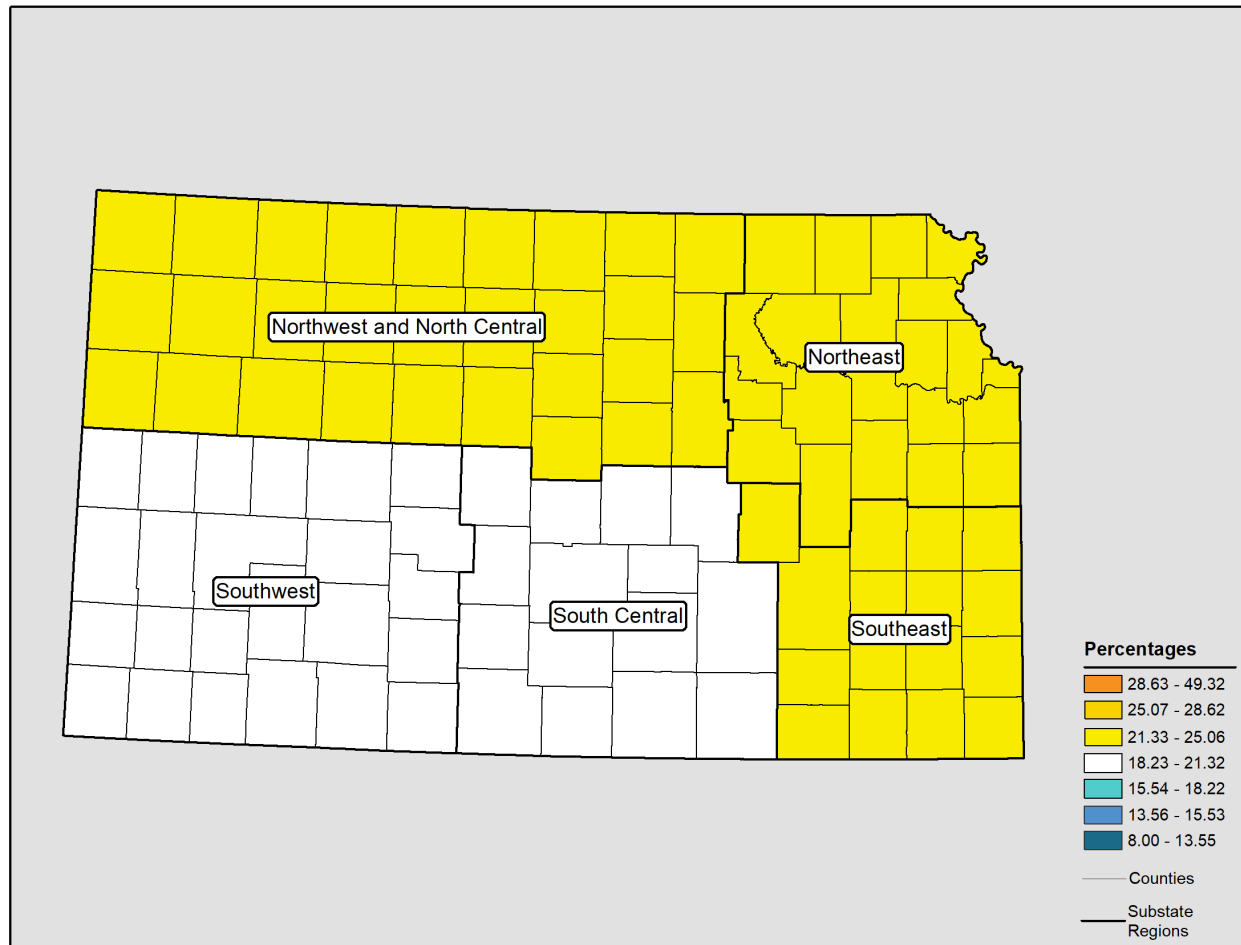 Northwest and North Central
Northeast
Southwest
South Central
Southeast
Percentages
28.63 - 49.32
25.07 - 28.62
21.33 - 25.06
18.23 - 21.32
15.54 - 18.22
13.56 - 15.53
8.00 - 13.55
Counties
Substate
Regions